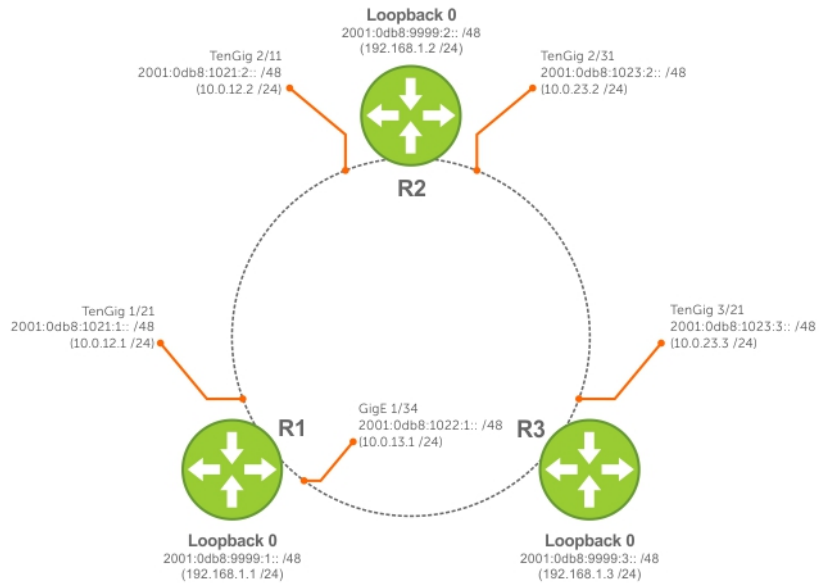 Loopback 0
2001:0db8:9999:2:: /48
(192.168.1.2 /24)
TenGig 2/11
2001:0db8:1021:2:: /48
(10.0.12.2 /24)
TenGig 2/31
2001:0db8:1023:2:: /48
(10.0.23.2 /24)
R2
TenGig 1/21
2001:0db8:1021:1:: /48
(10.0.12.1 /24)
TenGig 3/21
2001:0db8:1023:3:: /48
(10.0.23.3 /24)
R1
GigE 1/34
2001:0db8:1022:1:: /48
(10.0.13.1 /24)
R3
Loopback 0
2001:0db8:9999:1:: /48
(192.168.1.1 /24)
Loopback 0
2001:0db8:9999:3:: /48
(192.168.1.3 /24)